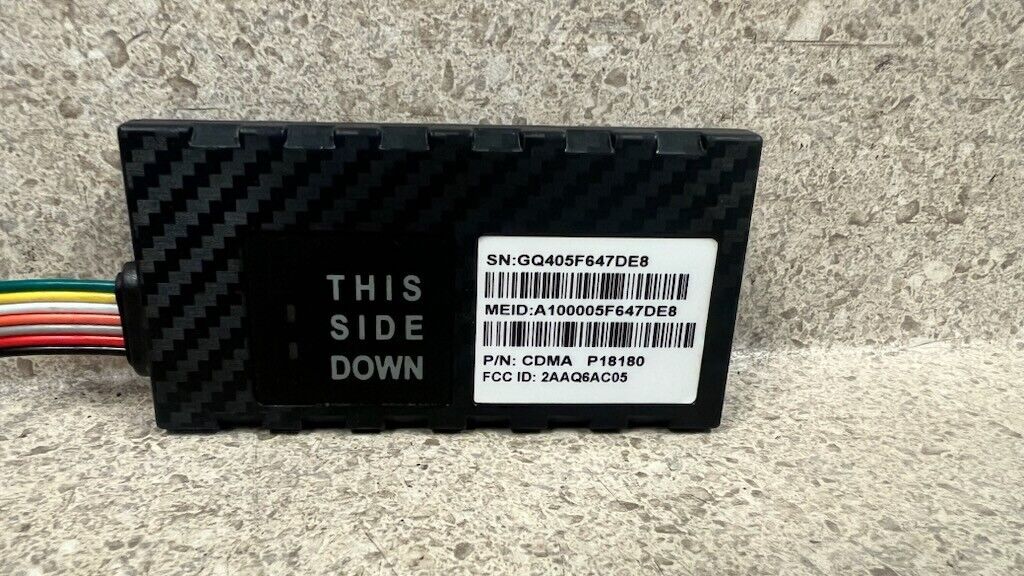 THIS
SIDE
DOWN
SN:GQ405F647DE8
MEID:A100005F647DE8
P/N: CDMA P18180
FCC ID: 2AAQ6AC05